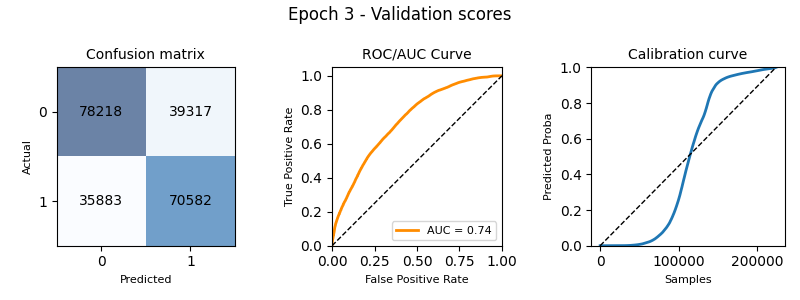 Epoch 3 - Validation scores
Confusion matrix
0
78218 39317
1
35883 70582
Actual
0 1
Predicted
ROC/AUC Curve
1.0
0.8
0.6
0.4
0.2
0.0
True Positive Rate
AUC = 0.74
0.00 0.25 0.50 0.75 1.00
False Positive Rate
Calibration curve
1.0
0.8
0.6
0.4
0.2
0.0
Predicted Proba
0 100000 200000
Samples